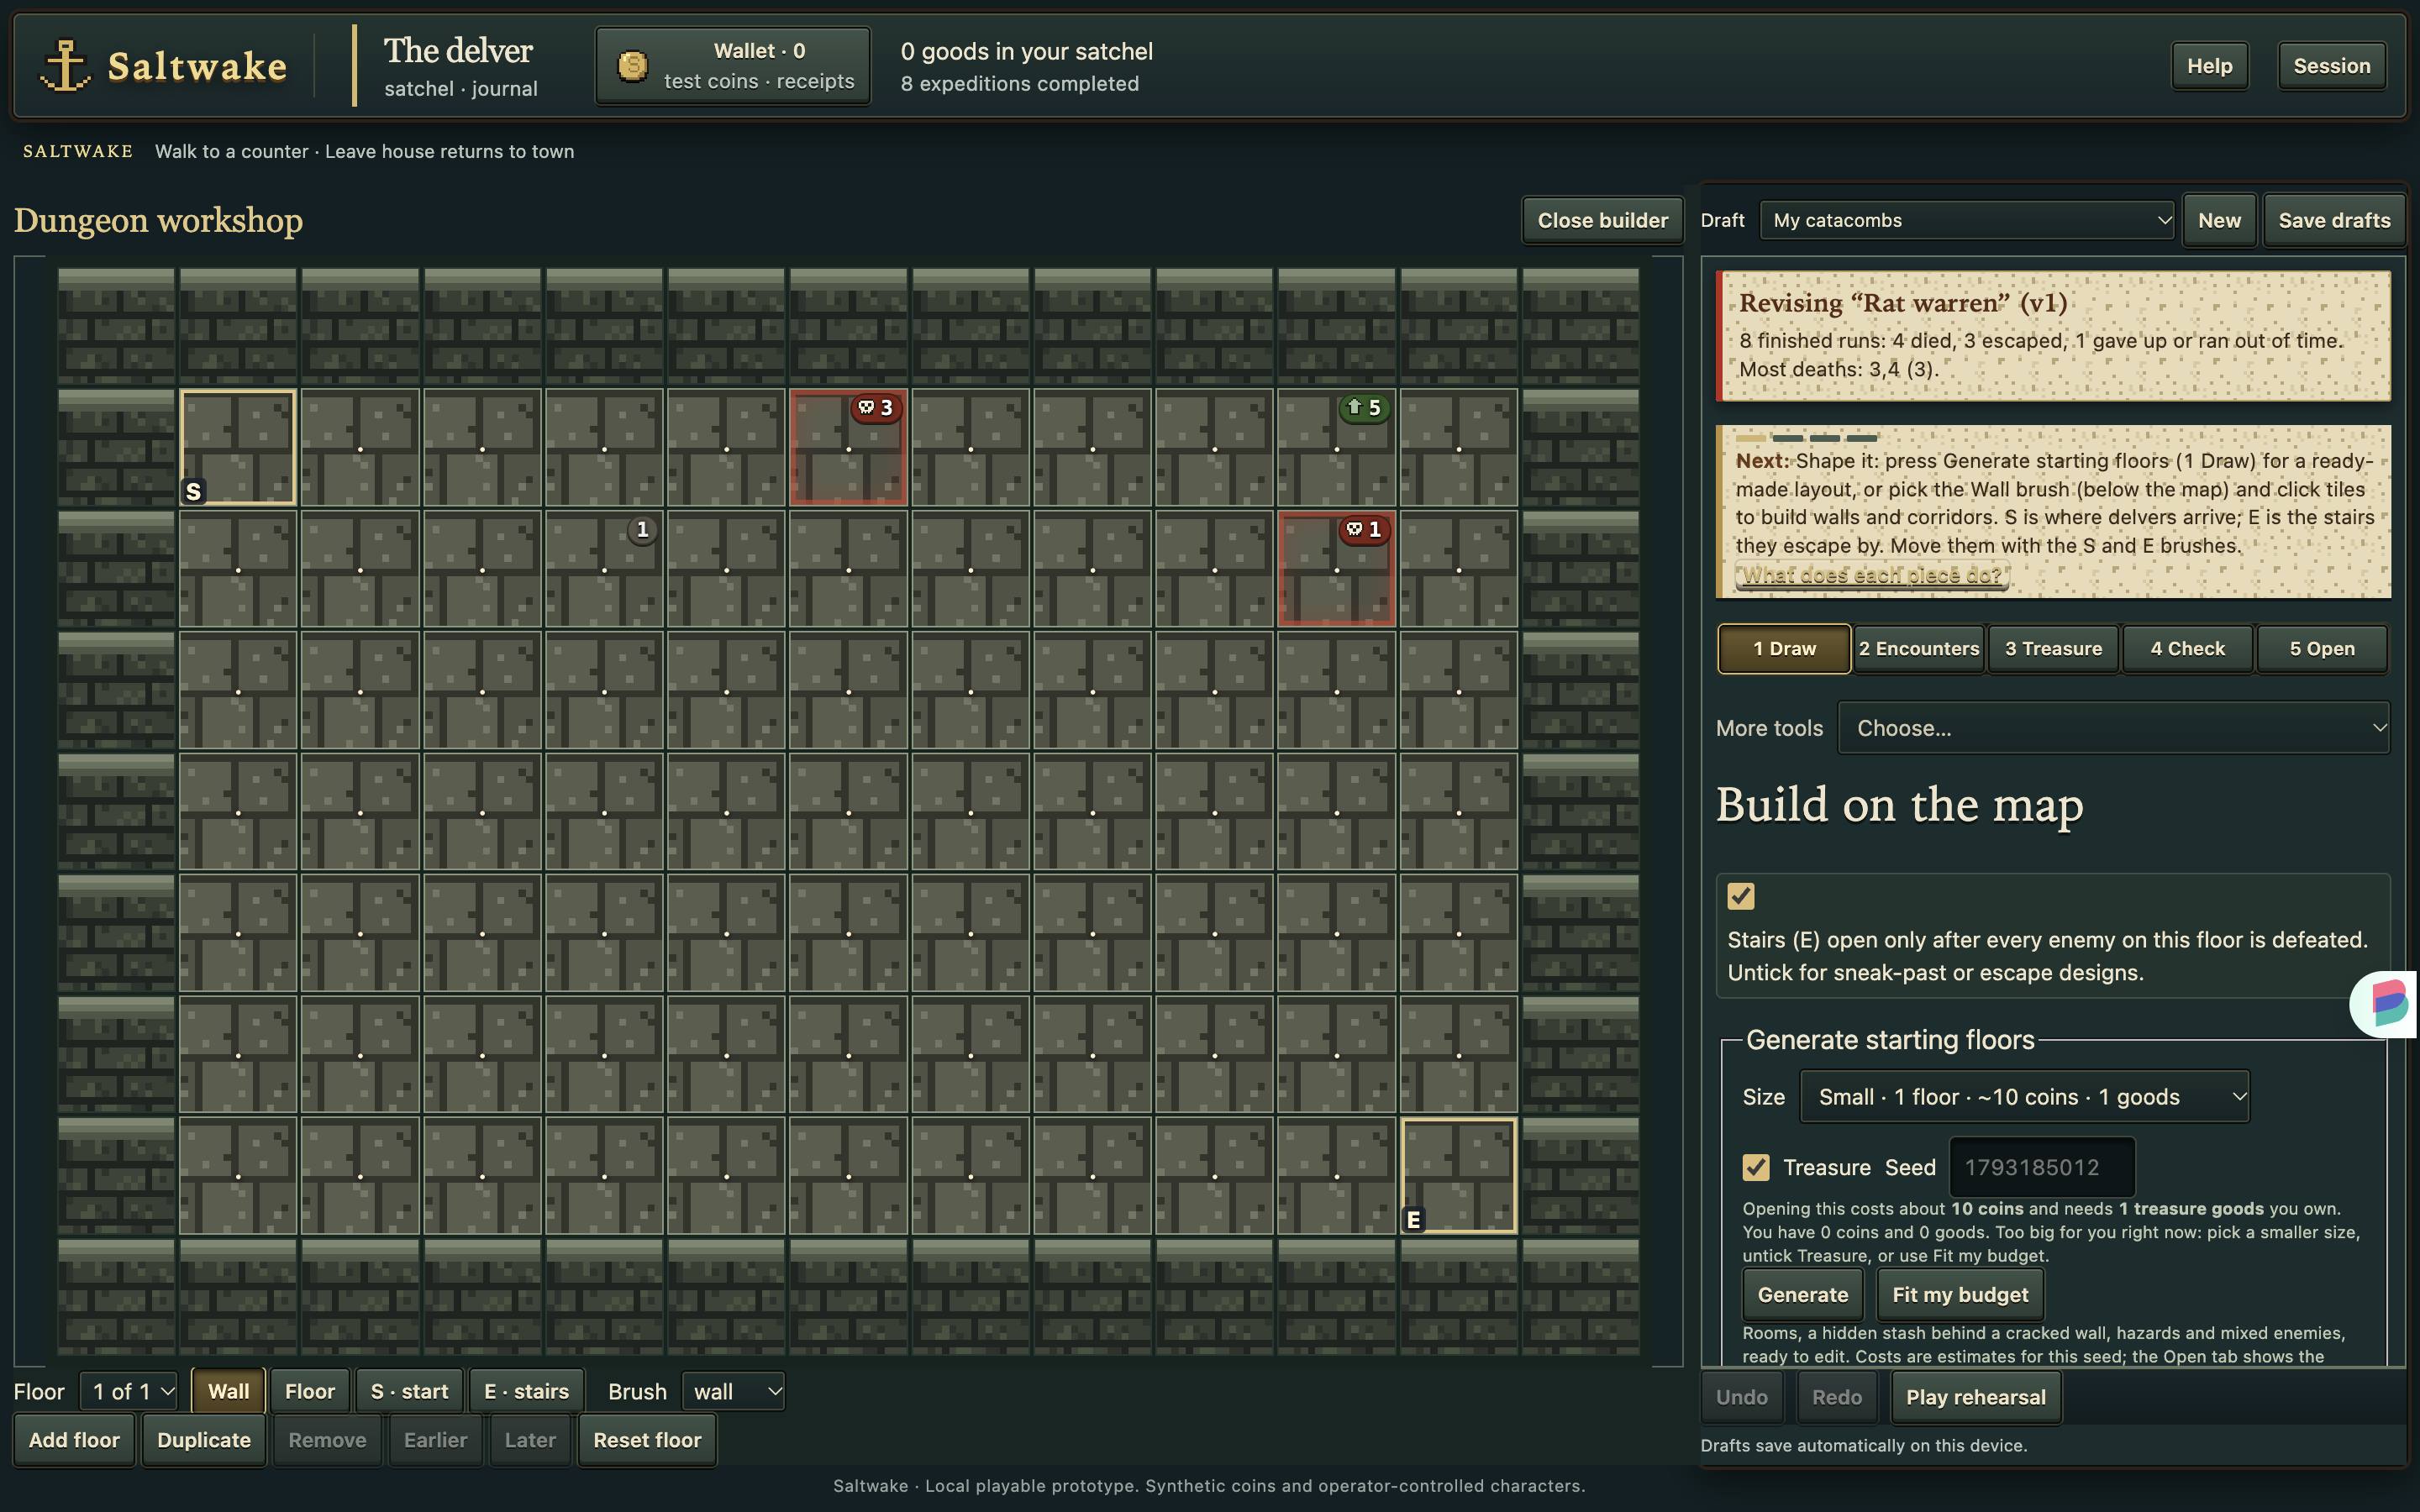 Saltwake
The delver
satchel · journal
Wallet · 0
test coins · receipts
0 goods in your satchel
8 expeditions completed
Help
Session
SALTWAKE Walk to a counter · Leave house returns to town
Dungeon workshop
Close builder
Draft My catacombs
New
Save drafts
S
3
5
1
1
E
Revising “Rat warren” (v1)
8 finished runs: 4 died, 3 escaped, 1 gave up or ran out of time.
Most deaths: 3,4 (3).
Next: Shape it: press Generate starting floors (1 Draw) for a ready-
made layout, or pick the Wall brush (below the map) and click tiles
to build walls and corridors. S is where delvers arrive; E is the stairs
they escape by. Move them with the S and E brushes.
What does each piece do?
1 Draw
2 Encounters
3 Treasure
4 Check
5 Open
More tools Choose...
Build on the map
Stairs (E) open only after every enemy on this floor is defeated.
Untick for sneak-past or escape designs.
Generate starting floors
Size Small · 1 floor · ~10 coins · 1 goods
Treasure Seed 1793185012
Opening this costs about 10 coins and needs 1 treasure goods you own.
You have 0 coins and 0 goods. Too big for you right now: pick a smaller size,
untick Treasure, or use Fit my budget.
Generate
Fit my budget
Rooms, a hidden stash behind a cracked wall, hazards and mixed enemies,
ready to edit. Costs are estimates for this seed; the Open tab shows the
Floor 1 of 1 Wall Floor S · start E · stairs Brush wall
Add floor Duplicate Remove Earlier Later Reset floor
Undo Redo Play rehearsal
Drafts save automatically on this device.
Saltwake · Local playable prototype. Synthetic coins and operator-controlled characters.